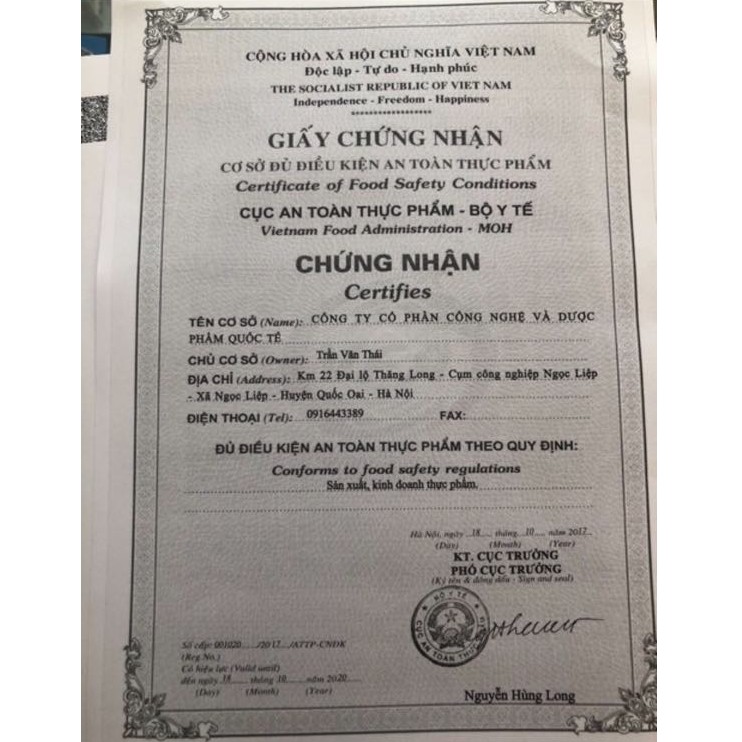 CỘNG HÒA XÃ HỘI CHỦ NGHĨA VIỆT NAM
Độc lập - Tự do - Hạnh phúc
THE SOCIALIST REPUBLIC OF VIET NAM
Independence - Freedom - Happiness
******************
GIẤY CHỨNG NHẬN
CƠ SỞ ĐỦ ĐIỀU KIỆN AN TOÀN THỰC PHẨM
Certificate of Food Safety Conditions
CỤC AN TOÀN THỰC PHẨM - BỘ Y TẾ
Vietnam Food Administration - MOH
CHỨNG NHẬN
Certifies
TÊN CƠ SỞ (Name): CÔNG TY CỔ PHẦN CÔNG NGHỆ VÀ DƯỢC
PHẨM QUỐC TẾ
CHỦ CƠ SỞ (Owner): Trần Văn Thái
ĐỊA CHỈ (Address): Km 22 Đại lộ Thăng Long - Cụm công nghiệp Ngọc Liệp
- Xã Ngọc Liệp - Huyện Quốc Oai - Hà Nội
ĐIỆN THOẠI (Tel): 0916443389 FAX:
ĐỦ ĐIỀU KIỆN AN TOÀN THỰC PHẨM THEO QUY ĐỊNH:
Conforms to food safety regulations
Sản xuất, kinh doanh thực phẩm.
Hà Nội, ngày 18 tháng 10 năm 2017
(Day) (Month) (Year)
KT. CỤC TRƯỞNG
PHÓ CỤC TRƯỞNG
(Ký tên & đóng dấu - Sign and seal)
BỘ Y TẾ
CỤC AN TOÀN THỰC
Số cấp: 001020 /2017 /ATTP-CNĐK
(Reg.No.)
Có hiệu lực (Valid until)
đến ngày 18 tháng 10 năm 2020
(Day) (Month) (Year)
Nguyễn Hùng Long